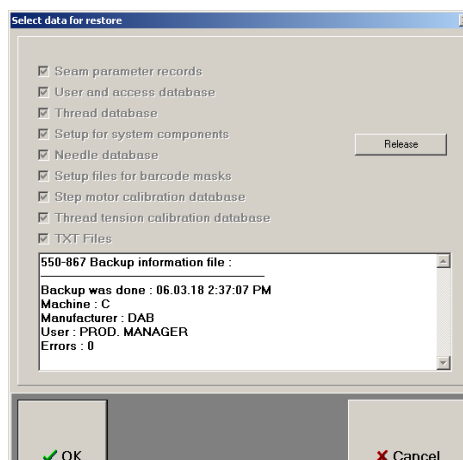 Select data for restore
Seam parameter records
User and access database
Thread database
Setup for system components
Release
Needle database
Setup files for barcode masks
Step motor calibration database
Thread tension calibration database
TXT Files
550-867 Backup information file :
Backup was done : 06.03.18 2:37:07 PM
Machine : C
Manufacturer : DAB
User : PROD. MANAGER
Errors : 0
OK
Cancel